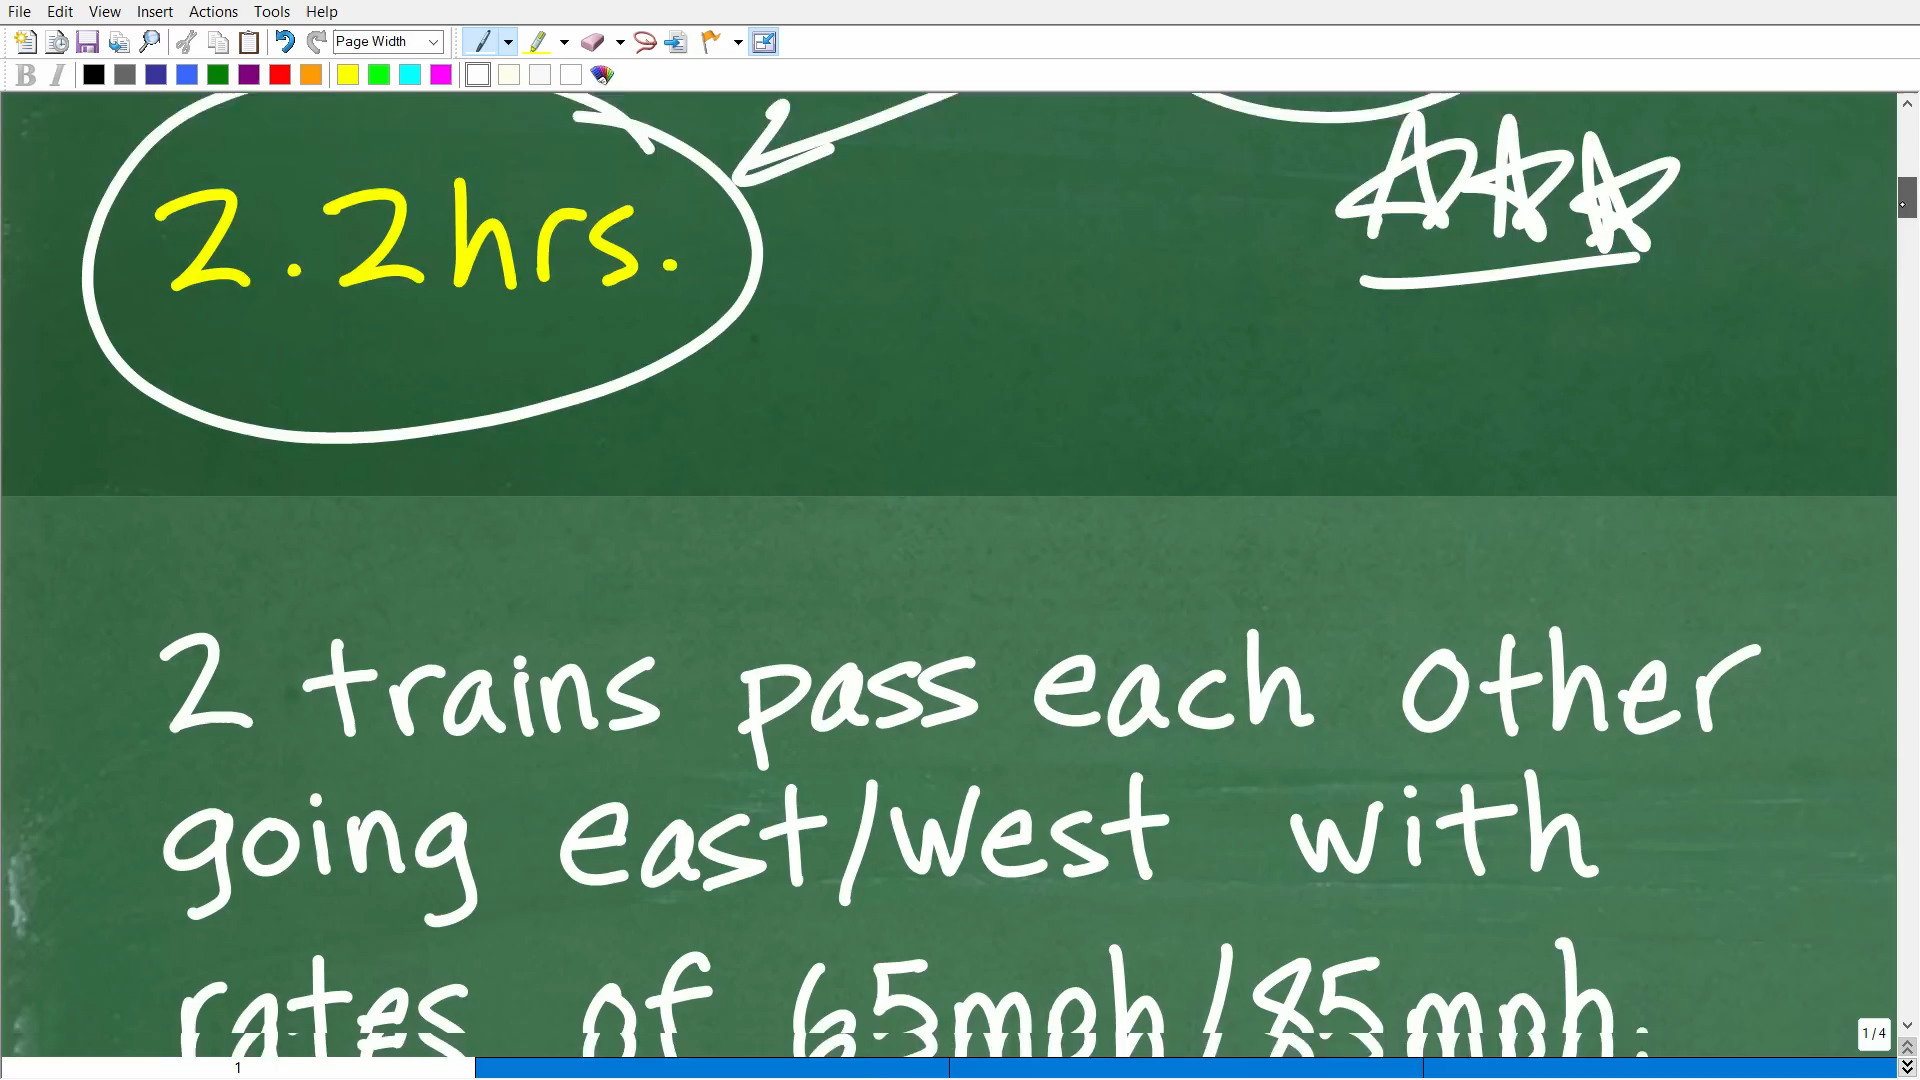 File Edit View Insert Actions Tools Help
Page Width
B I
2.2hrs.
2 trains pass each other
going east/west with
rates of 65mph/85mph.
1 / 4
1